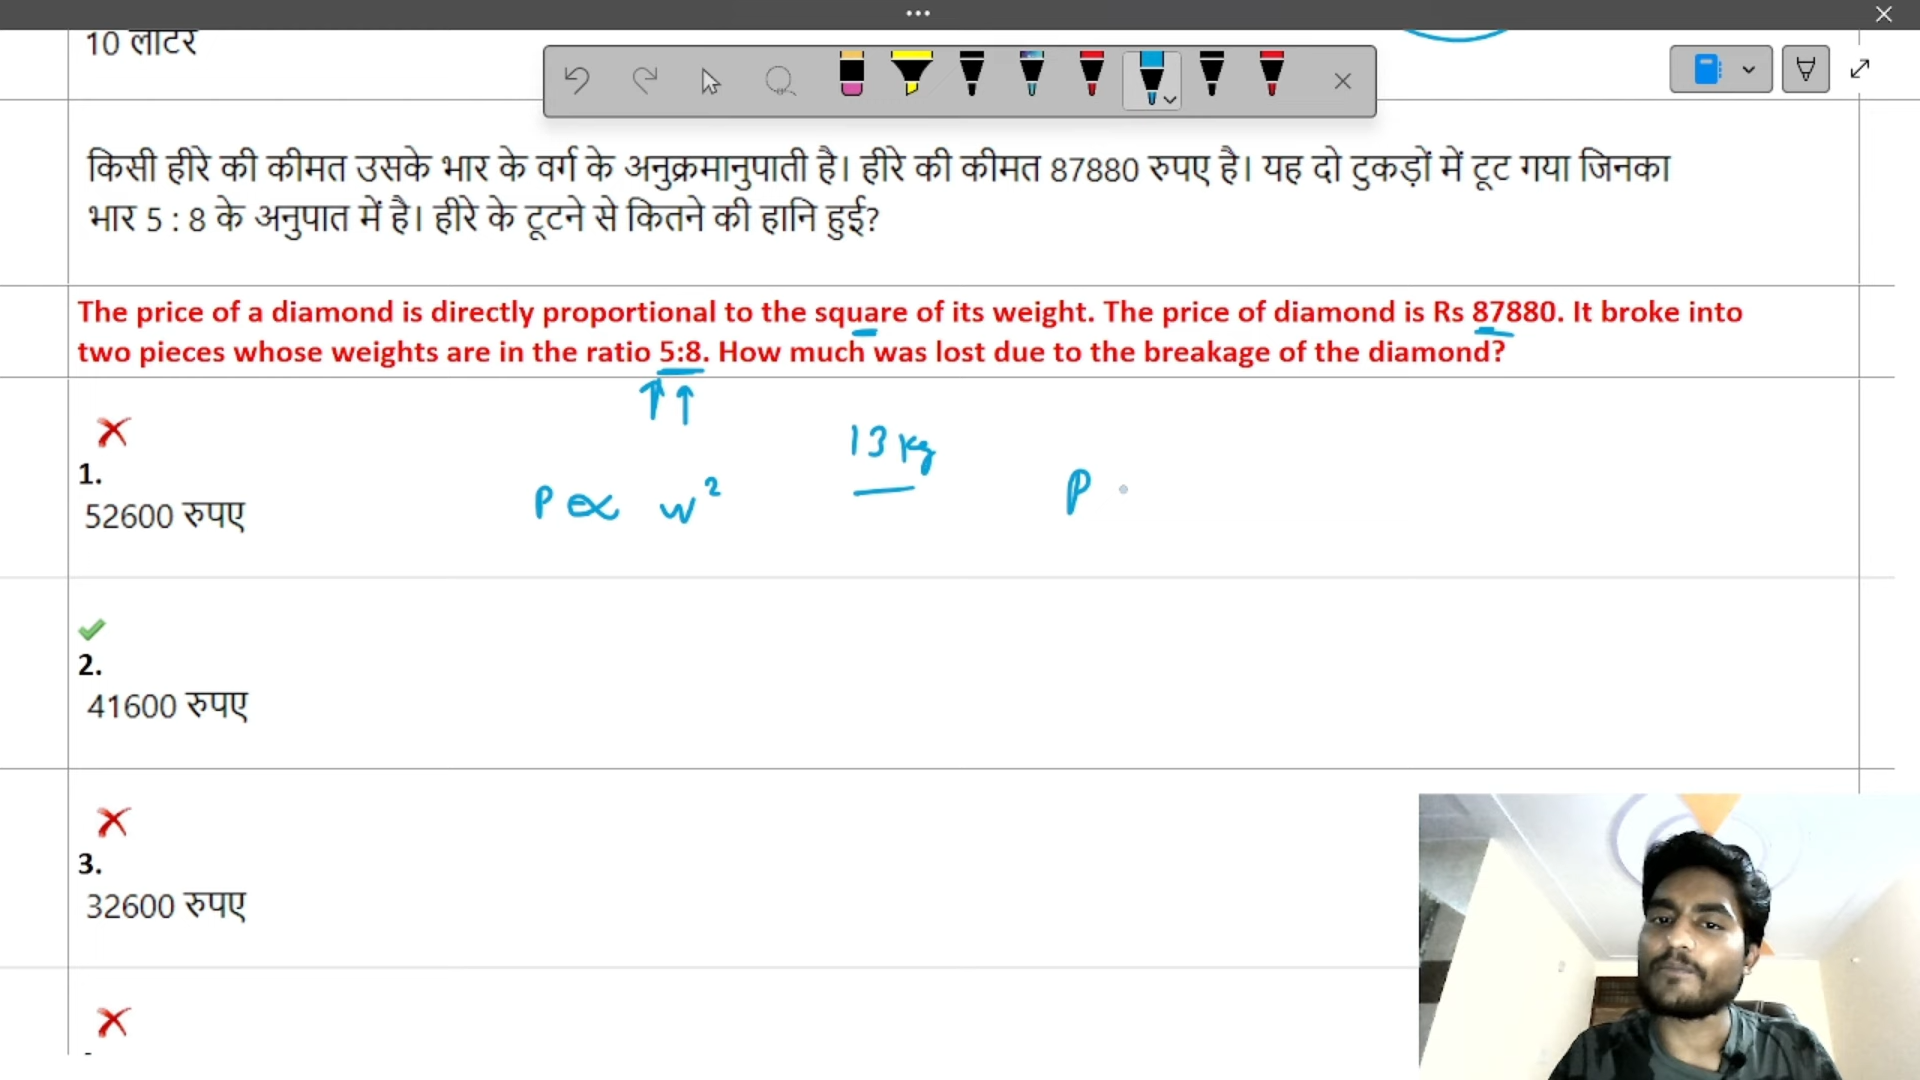 10 लीटर
किसी हीरे की कीमत उसके भार के वर्ग के अनुक्रमानुपाती है। हीरे की कीमत 87880 रुपए है। यह दो टुकड़ों में टूट गया जिनका
भार 5 : 8 के अनुपात में है। हीरे के टूटने से कितने की हानि हुई?
The price of a diamond is directly proportional to the square of its weight. The price of diamond is Rs 87880. It broke into
two pieces whose weights are in the ratio 5:8. How much was lost due to the breakage of the diamond?
13 kg
P ∝ w²
P
1.
52600 रुपए
2.
41600 रुपए
3.
32600 रुपए